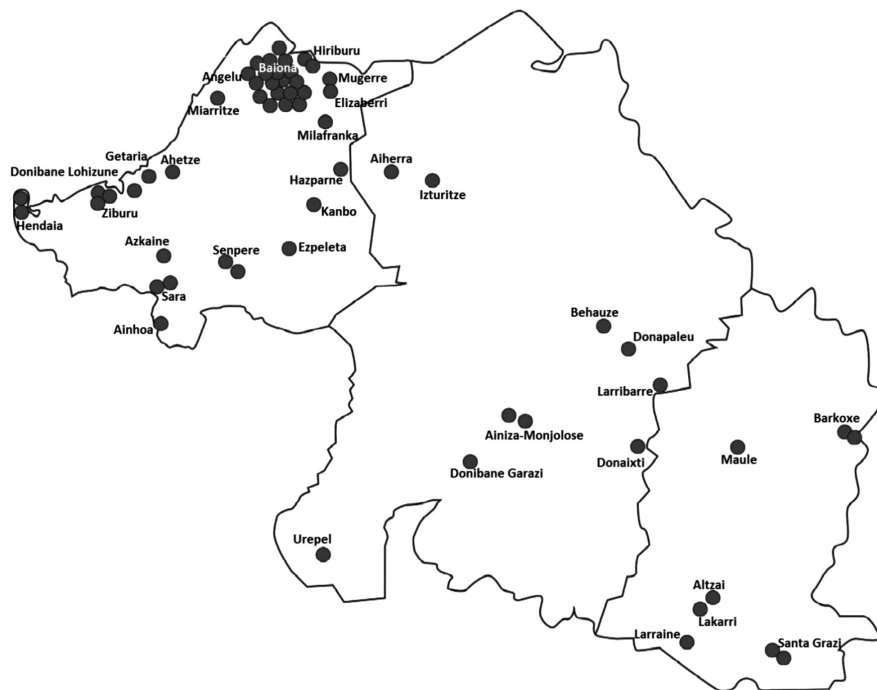 Hiriburu
Baiona
Angelu
Mugerre
Miarritze
Elizaberri
Milafranka
Getaria
Ahetze
Donibane Lohizune
Hazparne
Aiherra
Izturitze
Hendaia
Ziburu
Kanbo
Azkaine
Senpere
Ezpeleta
Sara
Ainhoa
Behauze
Donapaleu
Larribarre
Barkoxe
Ainiza-Monjolose
Donibane Garazi
Donaixti
Maule
Urepel
Altzai
Lakarri
Larraine
Santa Grazi